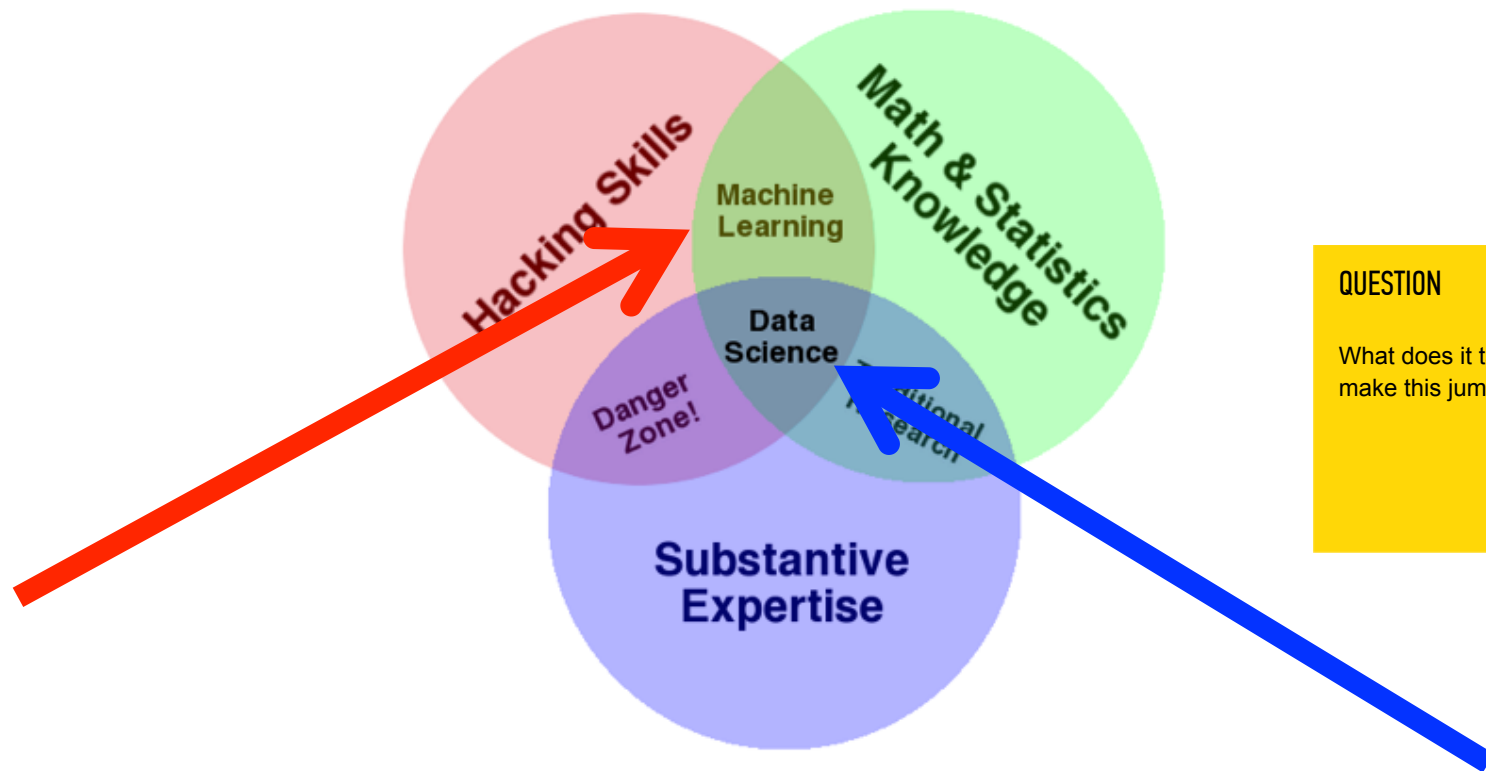 Hacking Skills
Math & Statistics
Knowledge
Machine
Learning
Data
Science
Danger
Zone!
Substantive
Expertise
QUESTION
What does it
make this